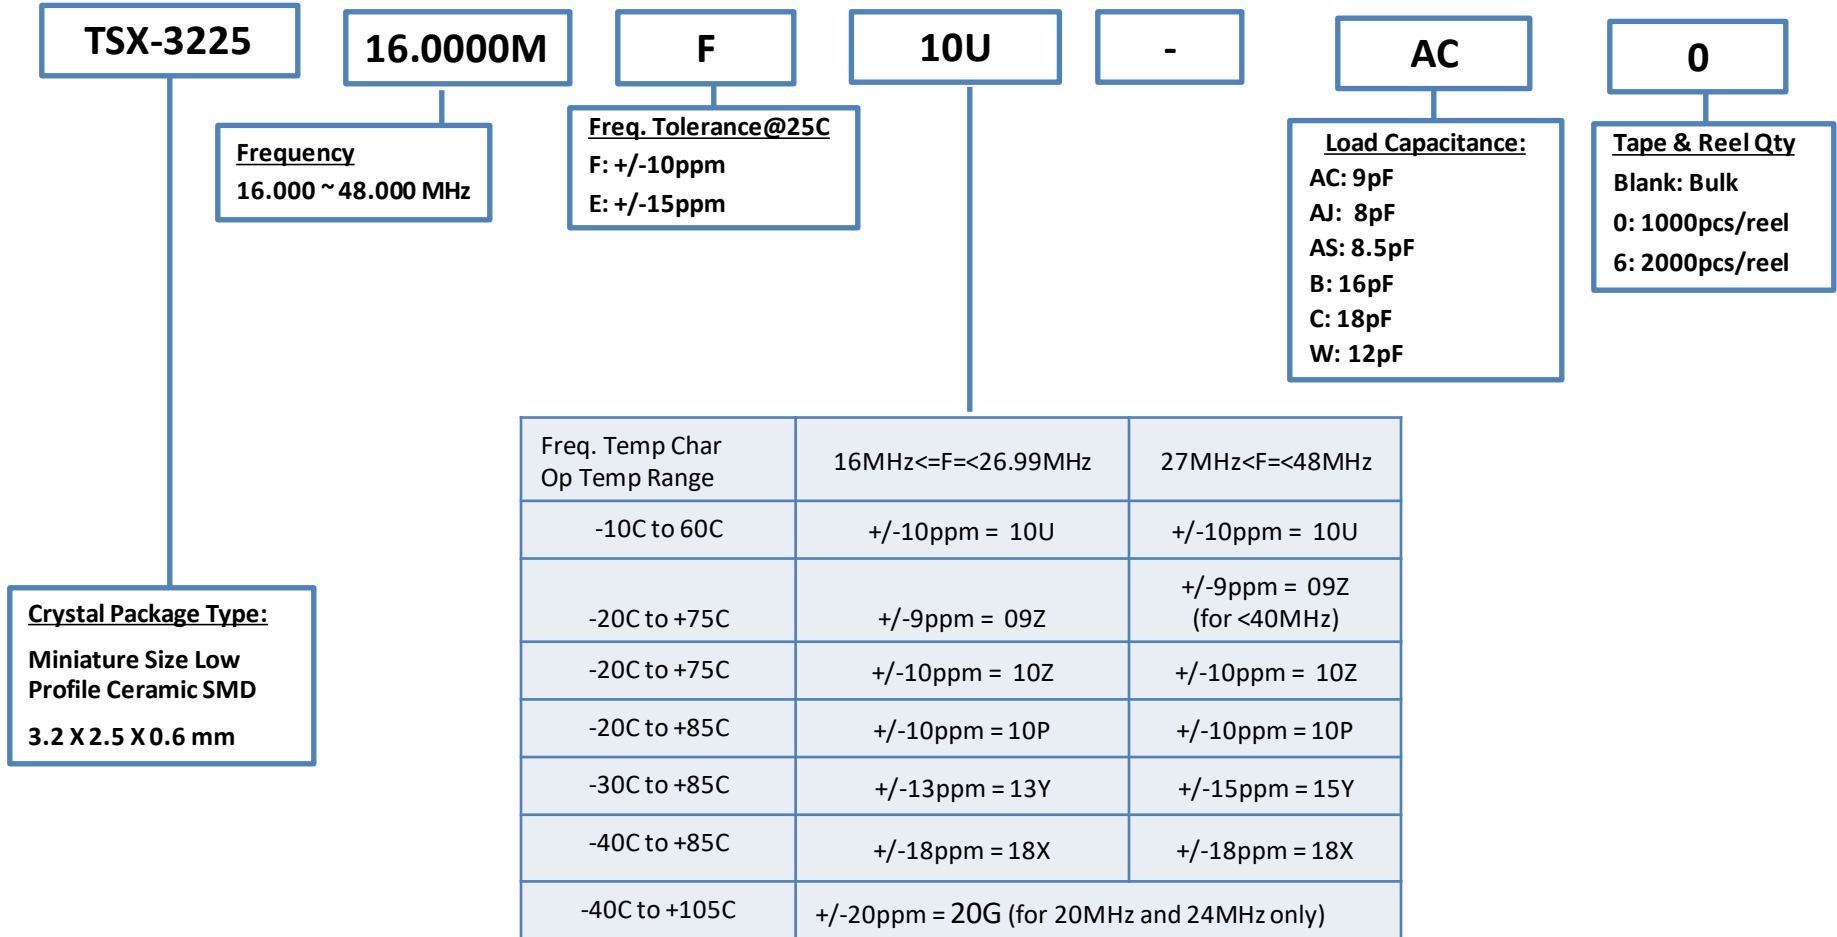 TSX-3225
16.0000M
F
10U
-
AC
0
Frequency
16.000 ~ 48.000 MHz
Freq. Tolerance@25C
F: +/-10ppm
E: +/-15ppm
Load Capacitance:
AC: 9pF
AJ: 8pF
AS: 8.5pF
B: 16pF
C: 18pF
W: 12pF
Tape & Reel Qty
Blank: Bulk
0: 1000pcs/reel
6: 2000pcs/reel
Crystal Package Type:
Miniature Size Low
Profile Ceramic SMD
3.2 X 2.5 X 0.6 mm
Freq. Temp Char
Op Temp Range
16MHz<=F=<26.99MHz
27MHz<F=<48MHz
-10C to 60C
+/-10ppm = 10U
+/-10ppm = 10U
-20C to +75C
+/-9ppm = 09Z
+/-9ppm = 09Z
(for <40MHz)
-20C to +75C
+/-10ppm = 10Z
+/-10ppm = 10Z
-20C to +85C
+/-10ppm = 10P
+/-10ppm = 10P
-30C to +85C
+/-13ppm = 13Y
+/-15ppm = 15Y
-40C to +85C
+/-18ppm = 18X
+/-18ppm = 18X
-40C to +105C
+/-20ppm = 20G (for 20MHz and 24MHz only)